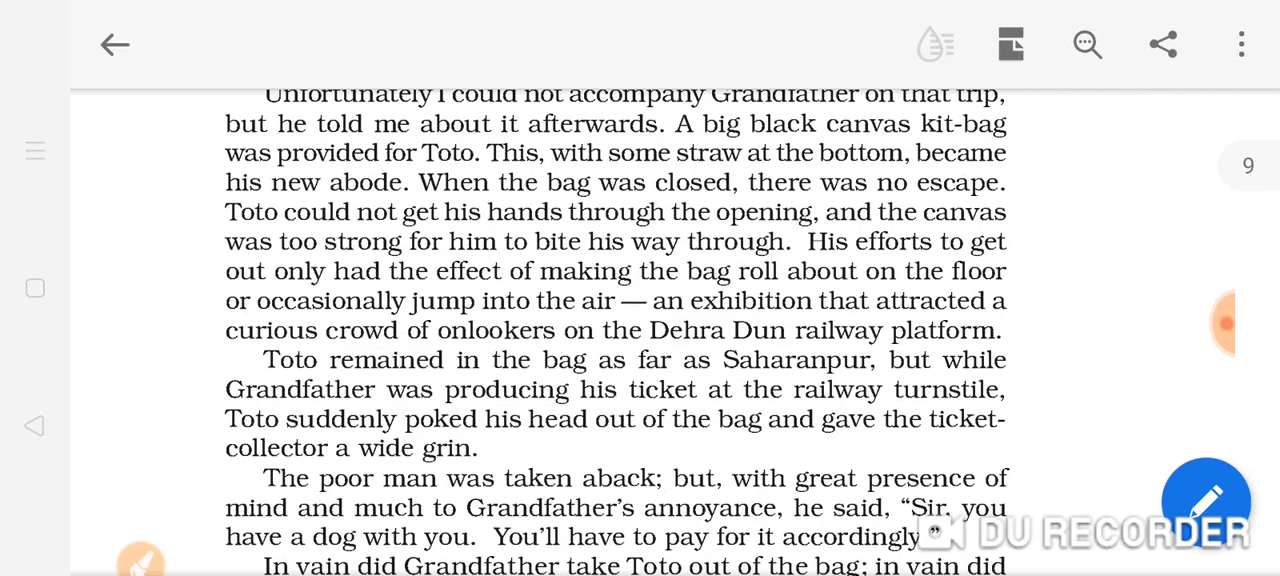 Unfortunately I could not accompany Grandfather on that trip,
but he told me about it afterwards. A big black canvas kit-bag
was provided for Toto. This, with some straw at the bottom, became
his new abode. When the bag was closed, there was no escape.
Toto could not get his hands through the opening, and the canvas
was too strong for him to bite his way through. His efforts to get
out only had the effect of making the bag roll about on the floor
or occasionally jump into the air — an exhibition that attracted a
curious crowd of onlookers on the Dehra Dun railway platform.
Toto remained in the bag as far as Saharanpur, but while
Grandfather was producing his ticket at the railway turnstile,
Toto suddenly poked his head out of the bag and gave the ticket-
collector a wide grin.
The poor man was taken aback; but, with great presence of
mind and much to Grandfather's annoyance, he said, “Sir, you
have a dog with you. You'll have to pay for it accordingly.”
In vain did Grandfather take Toto out of the bag; in vain did
9
DU RECORDER